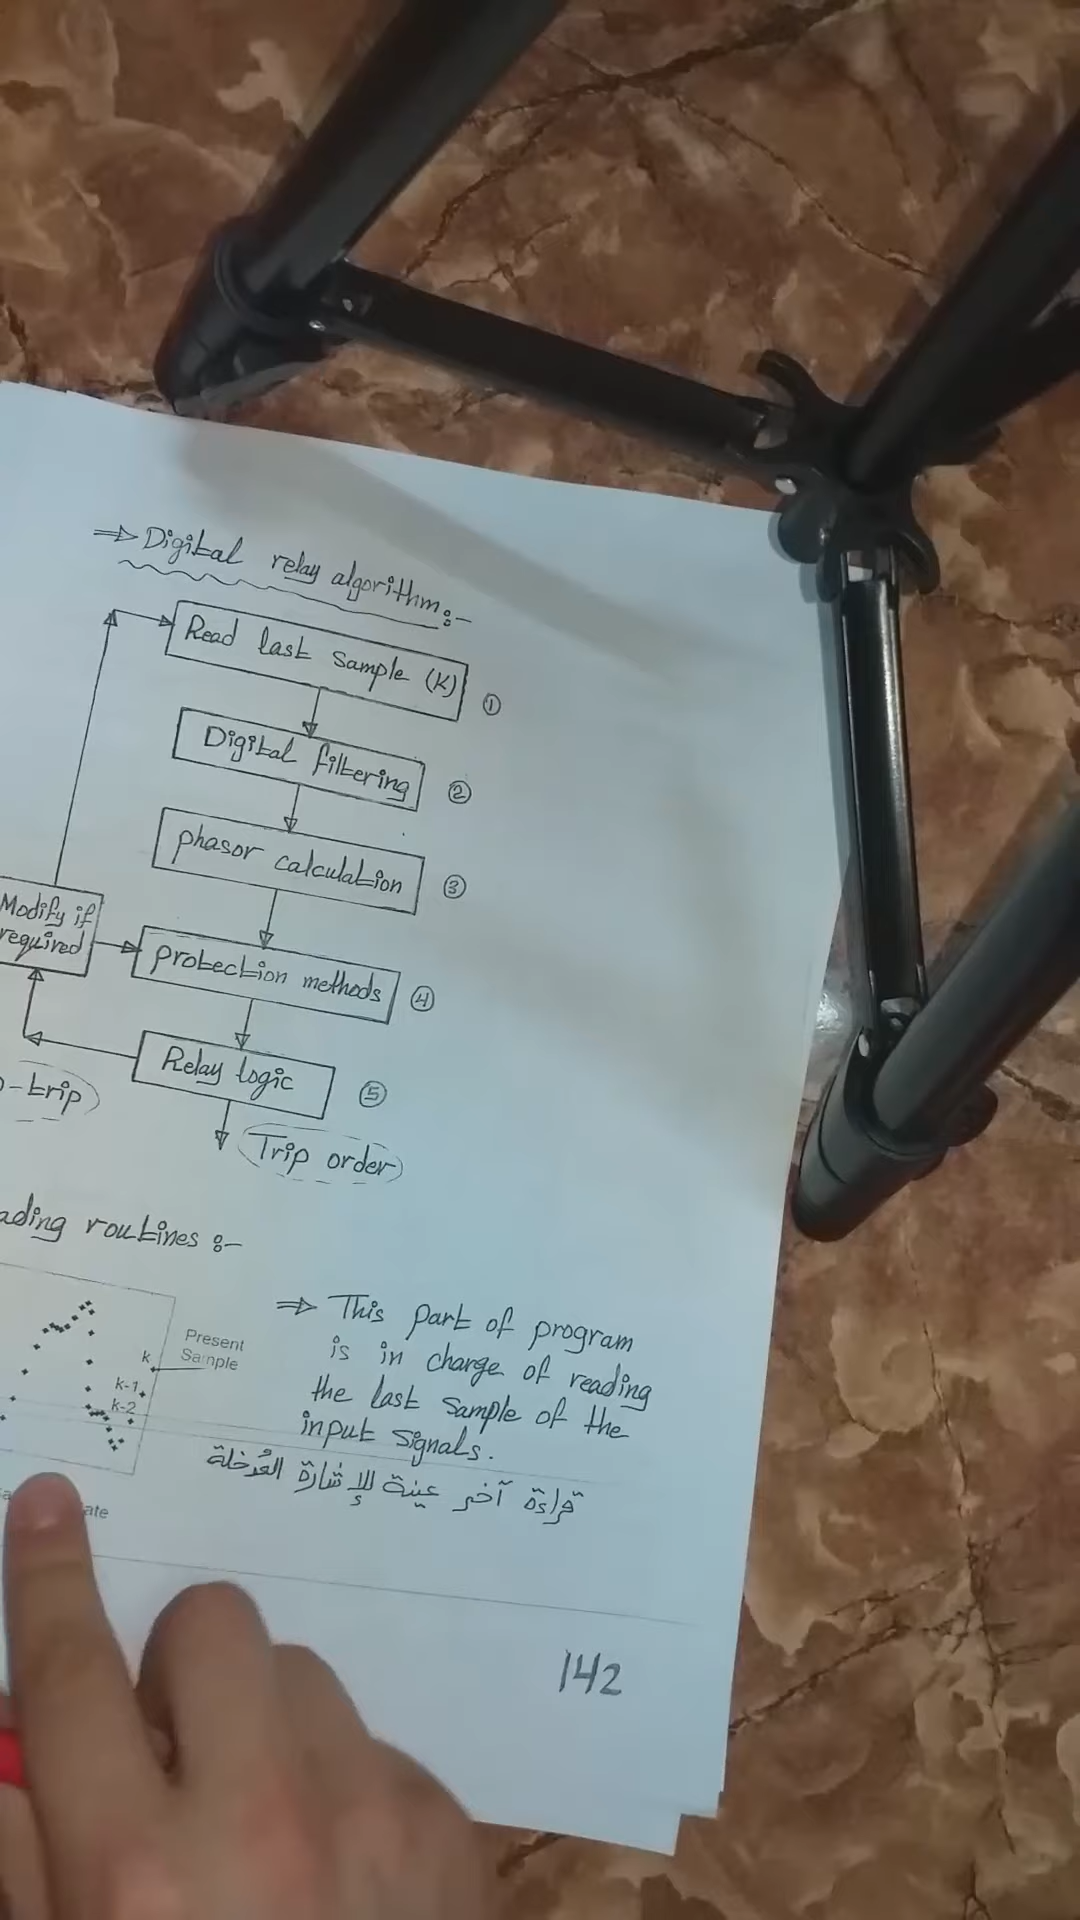 ⇒ Digital relay algorithm:-
Read last sample (K)
①
Digital filtering
②
phasor calculation
③
Modify if
required
protection methods
④
Relay logic
⑤
-trip
Trip order
routines :-
⇒ This part of program
is in charge of reading
the last sample of the
input signals.
قراءة آخر عينة للإشارة المُدخلة
Present
Sample
k
k-1
k-2
142